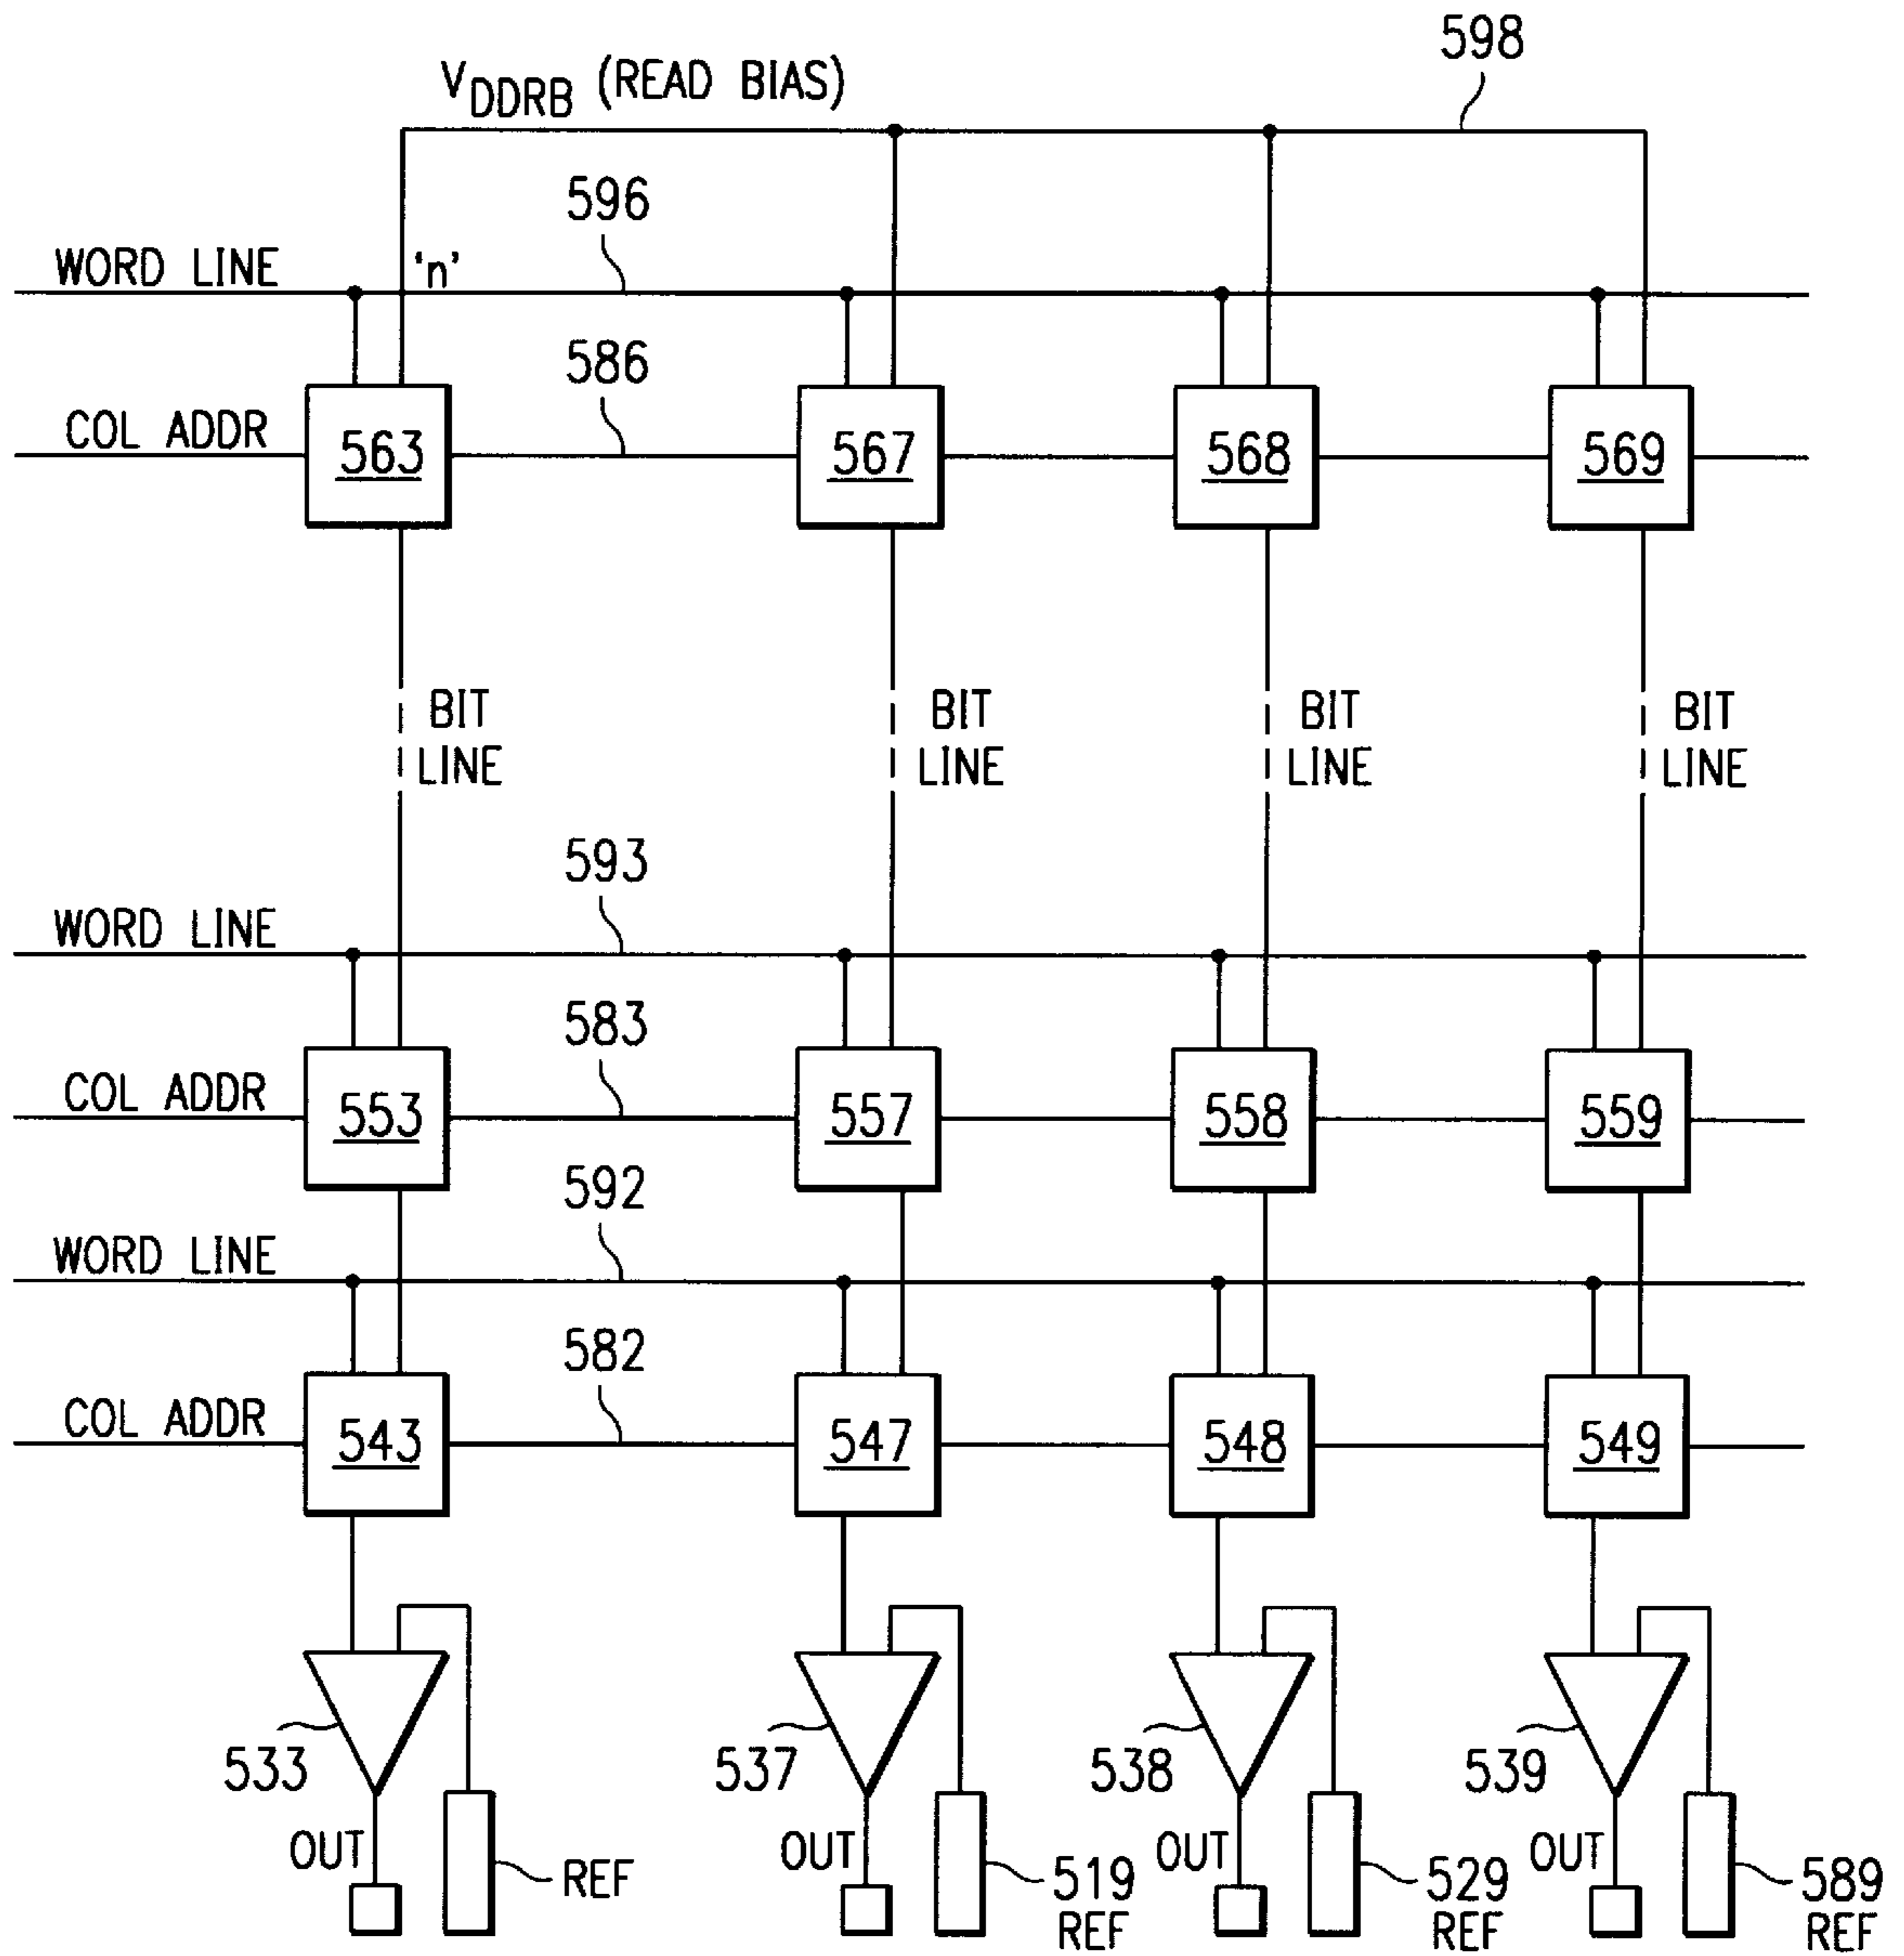 598
V_DDRB (READ BIAS)
596
WORD LINE 'n'
586
COL ADDR
563 567 568 569
BIT LINE BIT LINE BIT LINE BIT LINE
593
WORD LINE
583
COL ADDR
553 557 558 559
592
WORD LINE
582
COL ADDR
543 547 548 549
533 537 538 539
OUT OUT OUT OUT
REF 519 REF 529 REF 589 REF